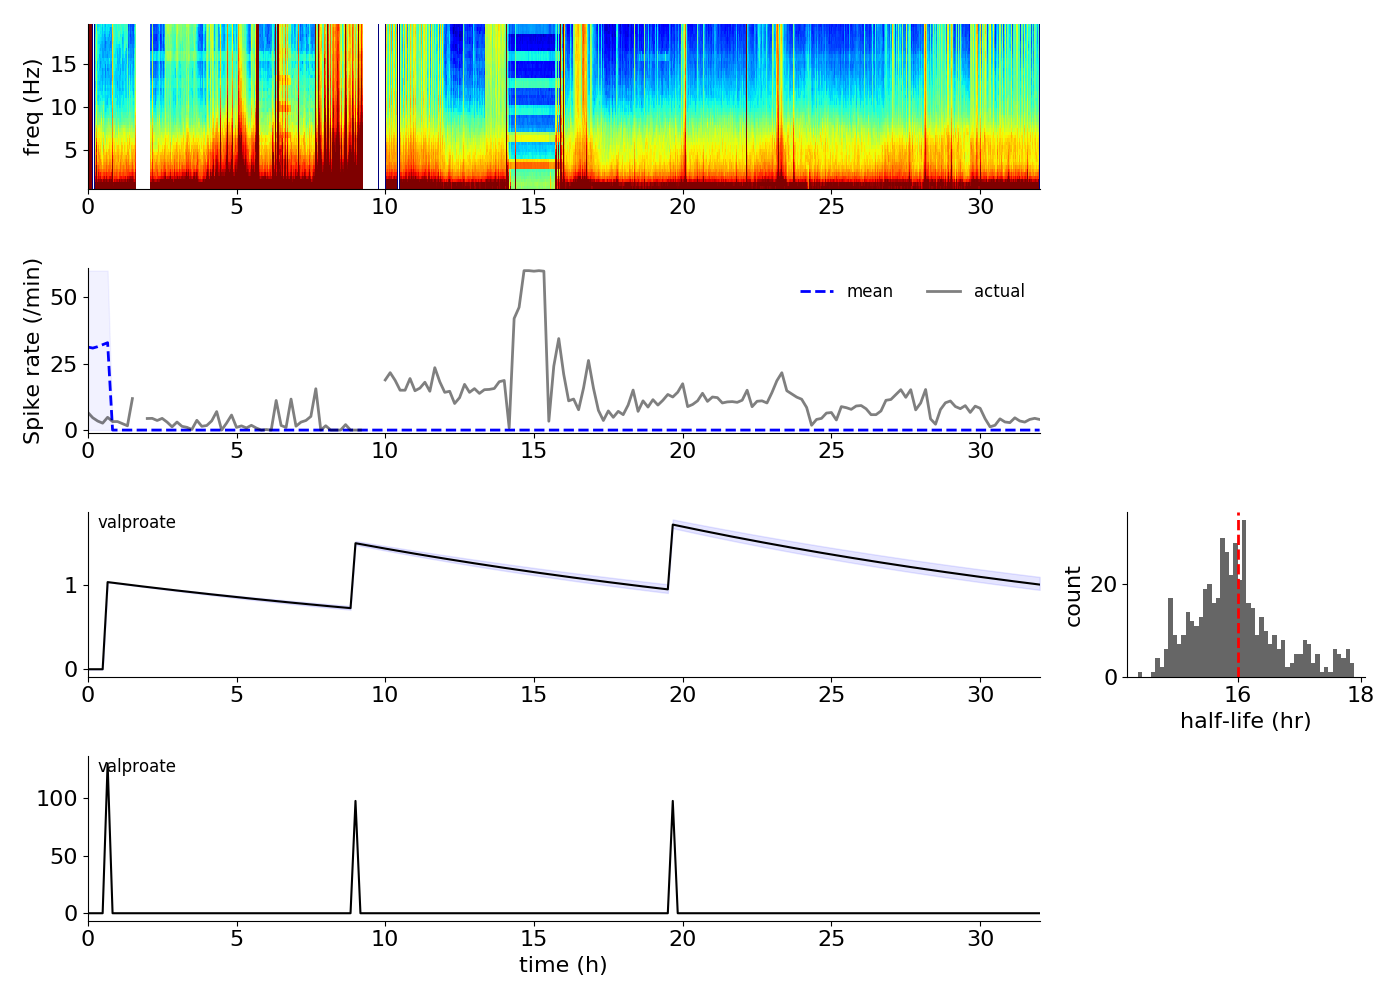 freq (Hz)
15
10
5
0 5 10 15 20 25 30
Spike rate (/min)
50
25
0
mean actual
0 5 10 15 20 25 30
valproate
1
0
0 5 10 15 20 25 30
count
20
0
16 18
half-life (hr)
valproate
100
50
0
0 5 10 15 20 25 30
time (h)